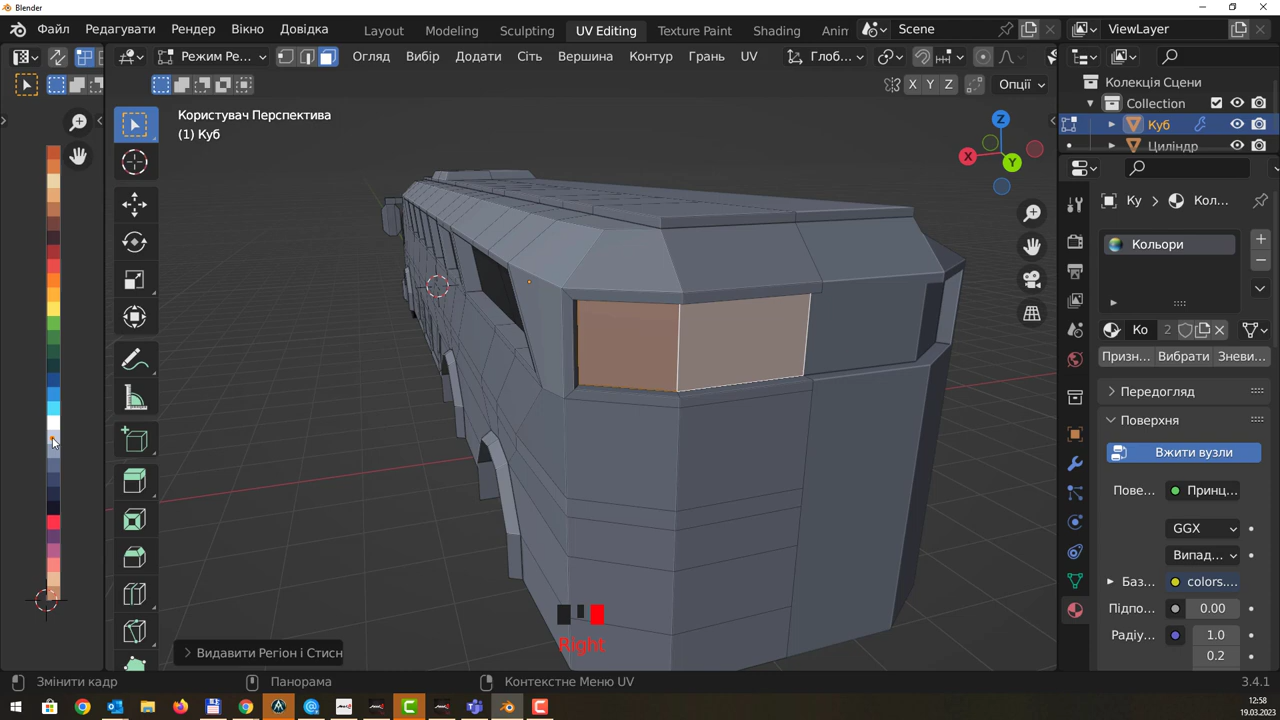 Blender
Файл Редагувати Рендер Вікно Довідка Layout Modeling Sculpting UV Editing Texture Paint Shading Anin Scene ViewLayer
Режим Ре... Огляд Вибір Додати Сіть Вершина Контур Грань UV Глоб...
X Y Z Опції
Колекція Сцени
Collection
Куб
Циліндр
Користувач Перспектива
(1) Куб
Z
X
Y
Ку > Кол...
Кольори
Ко 2
Призн... Вибрати Зневи...
Передогляд
Поверхня
Вжити вузли
Пове... Принц...
GGX
Випад...
Баз... colors....
Підпо... 0.00
Радіу... 1.0
0.2
Right
Видавити Регіон і Стисн
Змінити кадр Панорама Контекстне Меню UV 3.4.1
12:58
19.03.2023